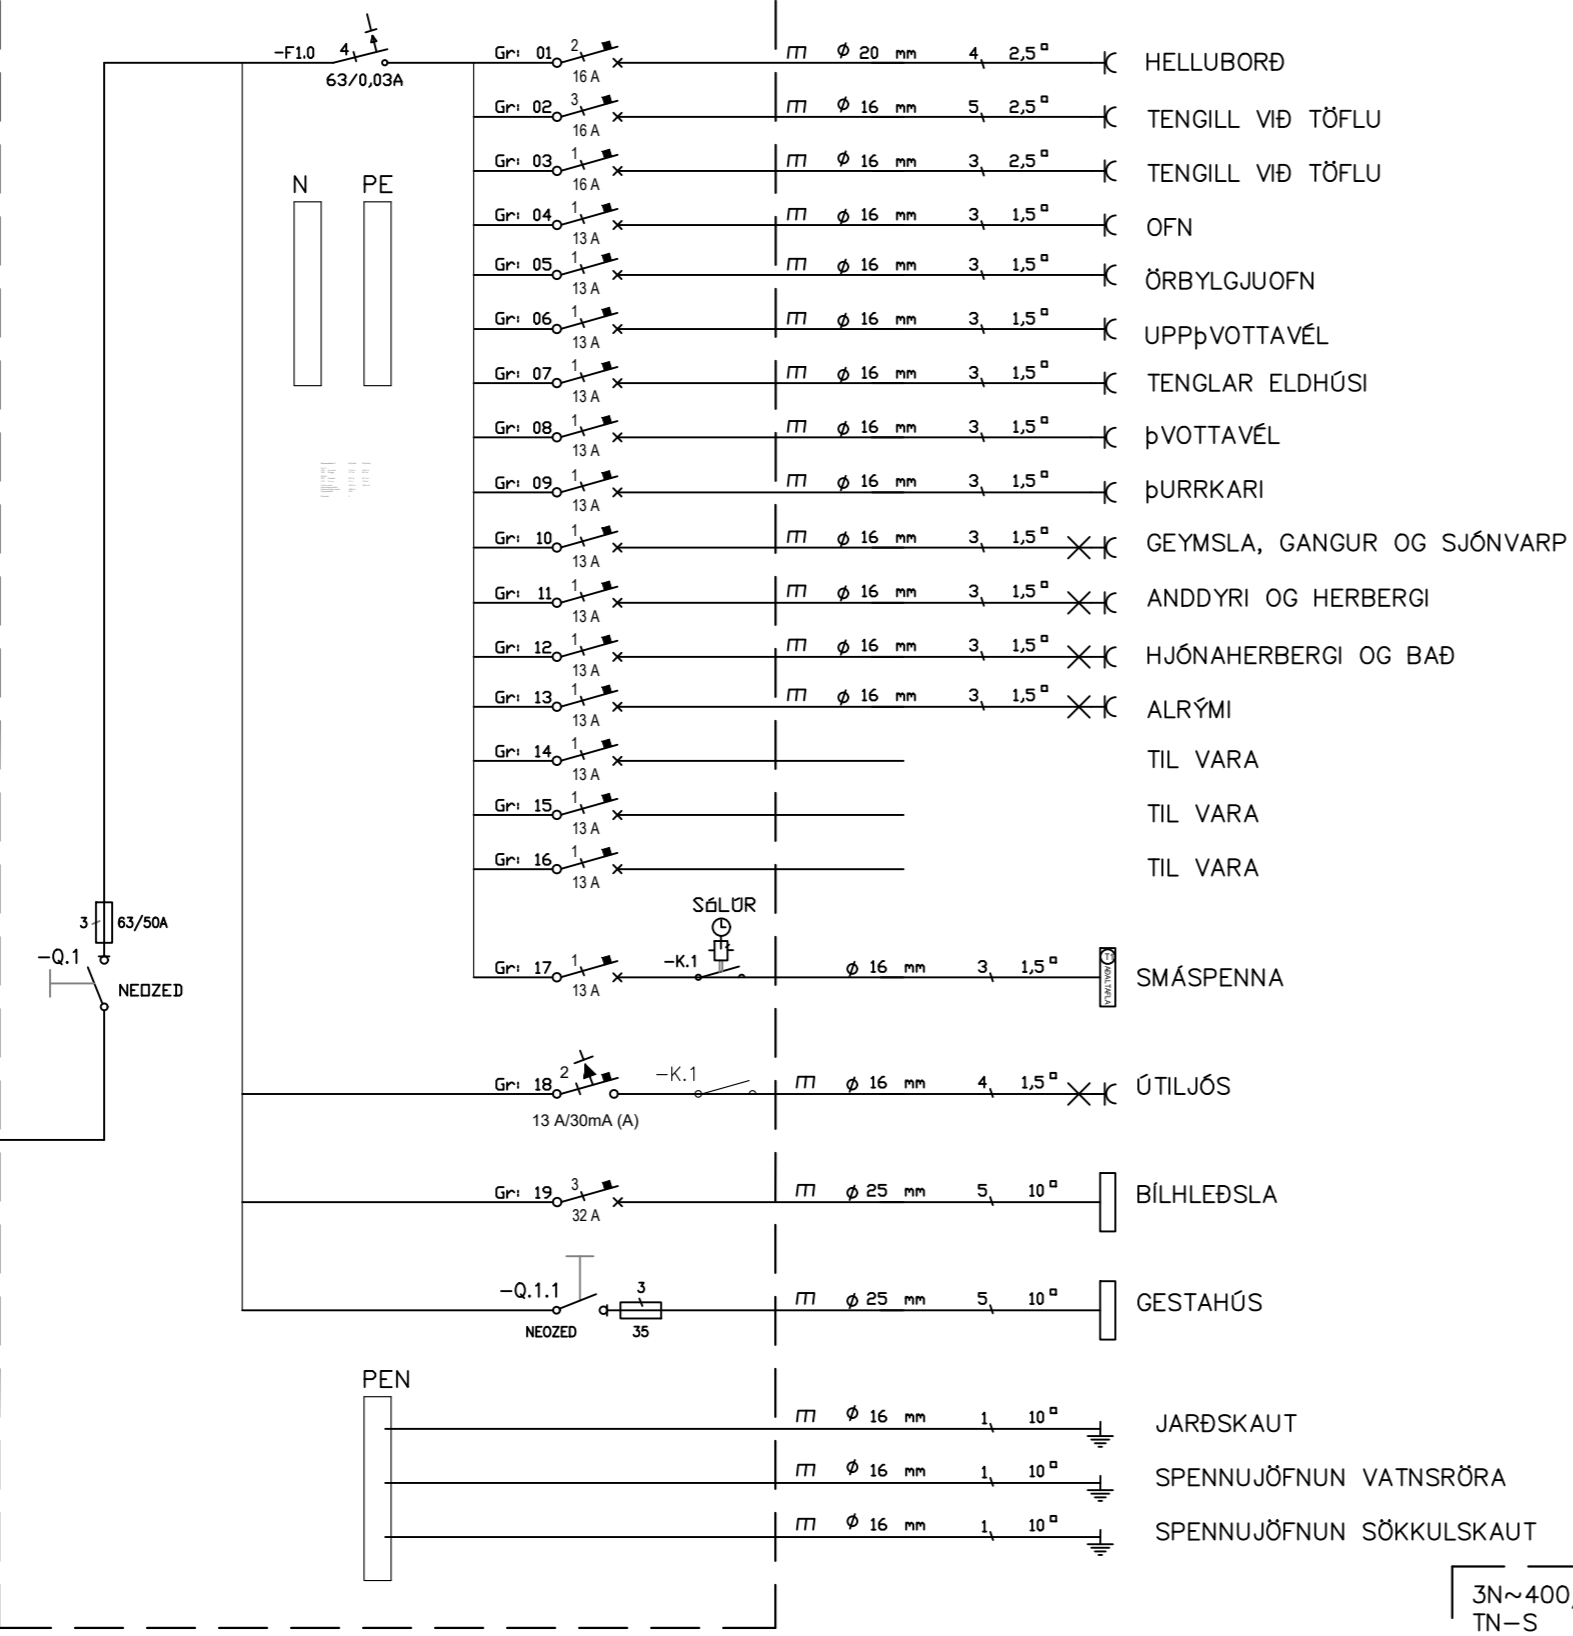 -F1.0 4 63/0,03A
N PE
Gr: 01 2 16 A ⌀ 20 mm 4 2,5 HELLUBORÐ
Gr: 02 3 16 A ⌀ 16 mm 5 2,5 TENGILL VIÐ TÖFLU
Gr: 03 1 16 A ⌀ 16 mm 3 2,5 TENGILL VIÐ TÖFLU
Gr: 04 1 13 A ⌀ 16 mm 3 1,5 OFN
Gr: 05 1 13 A ⌀ 16 mm 3 1,5 ÖRBYLGJUOFN
Gr: 06 1 13 A ⌀ 16 mm 3 1,5 UPPþVOTTAVÉL
Gr: 07 1 13 A ⌀ 16 mm 3 1,5 TENGLAR ELDHÚSI
Gr: 08 1 13 A ⌀ 16 mm 3 1,5 þVOTTAVÉL
Gr: 09 1 13 A ⌀ 16 mm 3 1,5 þURRKARI
Gr: 10 1 13 A ⌀ 16 mm 3 1,5 GEYMSLA, GANGUR OG SJÓNVARP
Gr: 11 1 13 A ⌀ 16 mm 3 1,5 ANDDYRI OG HERBERGI
Gr: 12 1 13 A ⌀ 16 mm 3 1,5 HJÓNAHERBERGI OG BAÐ
Gr: 13 1 13 A ⌀ 16 mm 3 1,5 ALRÝMI
Gr: 14 1 13 A TIL VARA
Gr: 15 1 13 A TIL VARA
Gr: 16 1 13 A TIL VARA
3 63/50A
-Q.1
NEOZED
SóLÚR
Gr: 17 1 13 A -K.1 ⌀ 16 mm 3 1,5 AÐALTAFLA SMÁSPENNA
Gr: 18 2 13 A/30mA (A) -K.1 ⌀ 16 mm 4 1,5 ÚTILJÓS
Gr: 19 3 32 A ⌀ 25 mm 5 10 BÍLHLEÐSLA
-Q.1.1 NEOZED 3 35 ⌀ 25 mm 5 10 GESTAHÚS
PEN
⌀ 16 mm 1 10 JARÐSKAUT
⌀ 16 mm 1 10 SPENNUJÖFNUN VATNSRÖRA
⌀ 16 mm 1 10 SPENNUJÖFNUN SÖKKULSKAUT
3N~400
TN-S